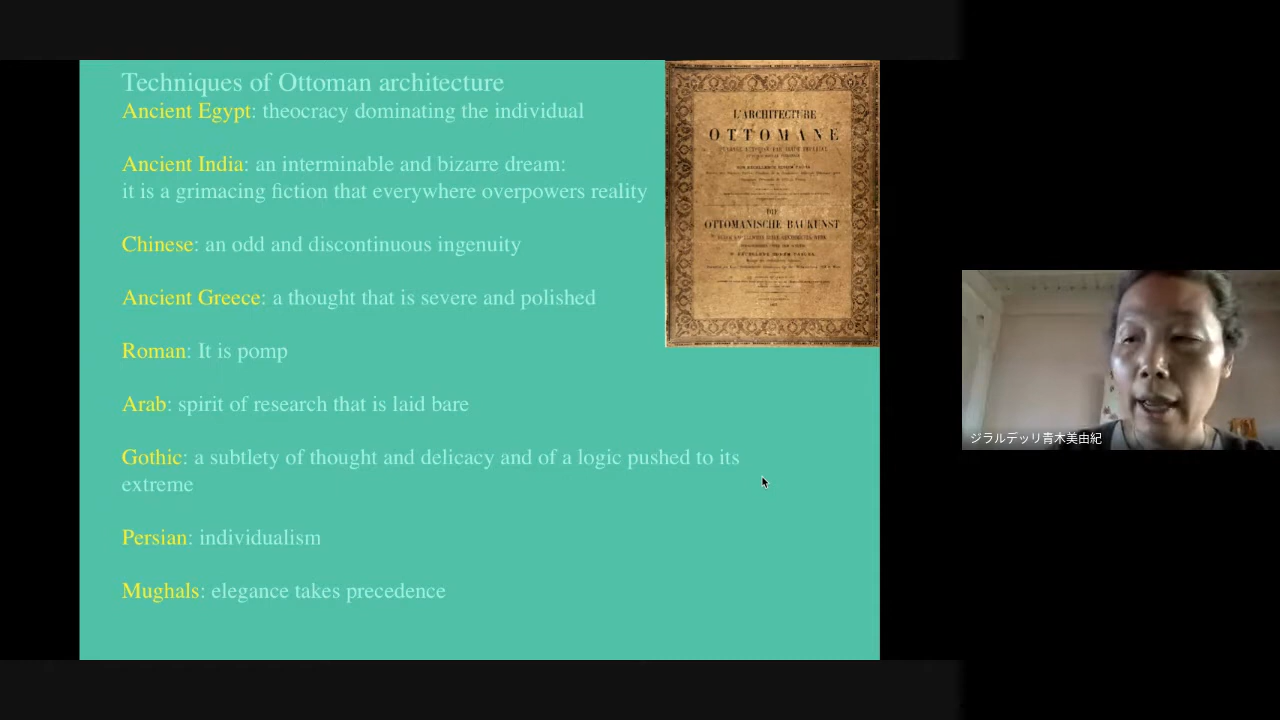 Techniques of Ottoman architecture
Ancient Egypt: theocracy dominating the individual
Ancient India: an interminable and bizarre dream:
it is a grimacing fiction that everywhere overpowers reality
Chinese: an odd and discontinuous ingenuity
Ancient Greece: a thought that is severe and polished
Roman: It is pomp
Arab: spirit of research that is laid bare
Gothic: a subtlety of thought and delicacy and of a logic pushed to its
extreme
Persian: individualism
Mughals: elegance takes precedence
L'ARCHITECTURE
OTTOMANE
DIE
OTTOMANISCHE BAUKUNST
ジラルデッリ青木美由紀